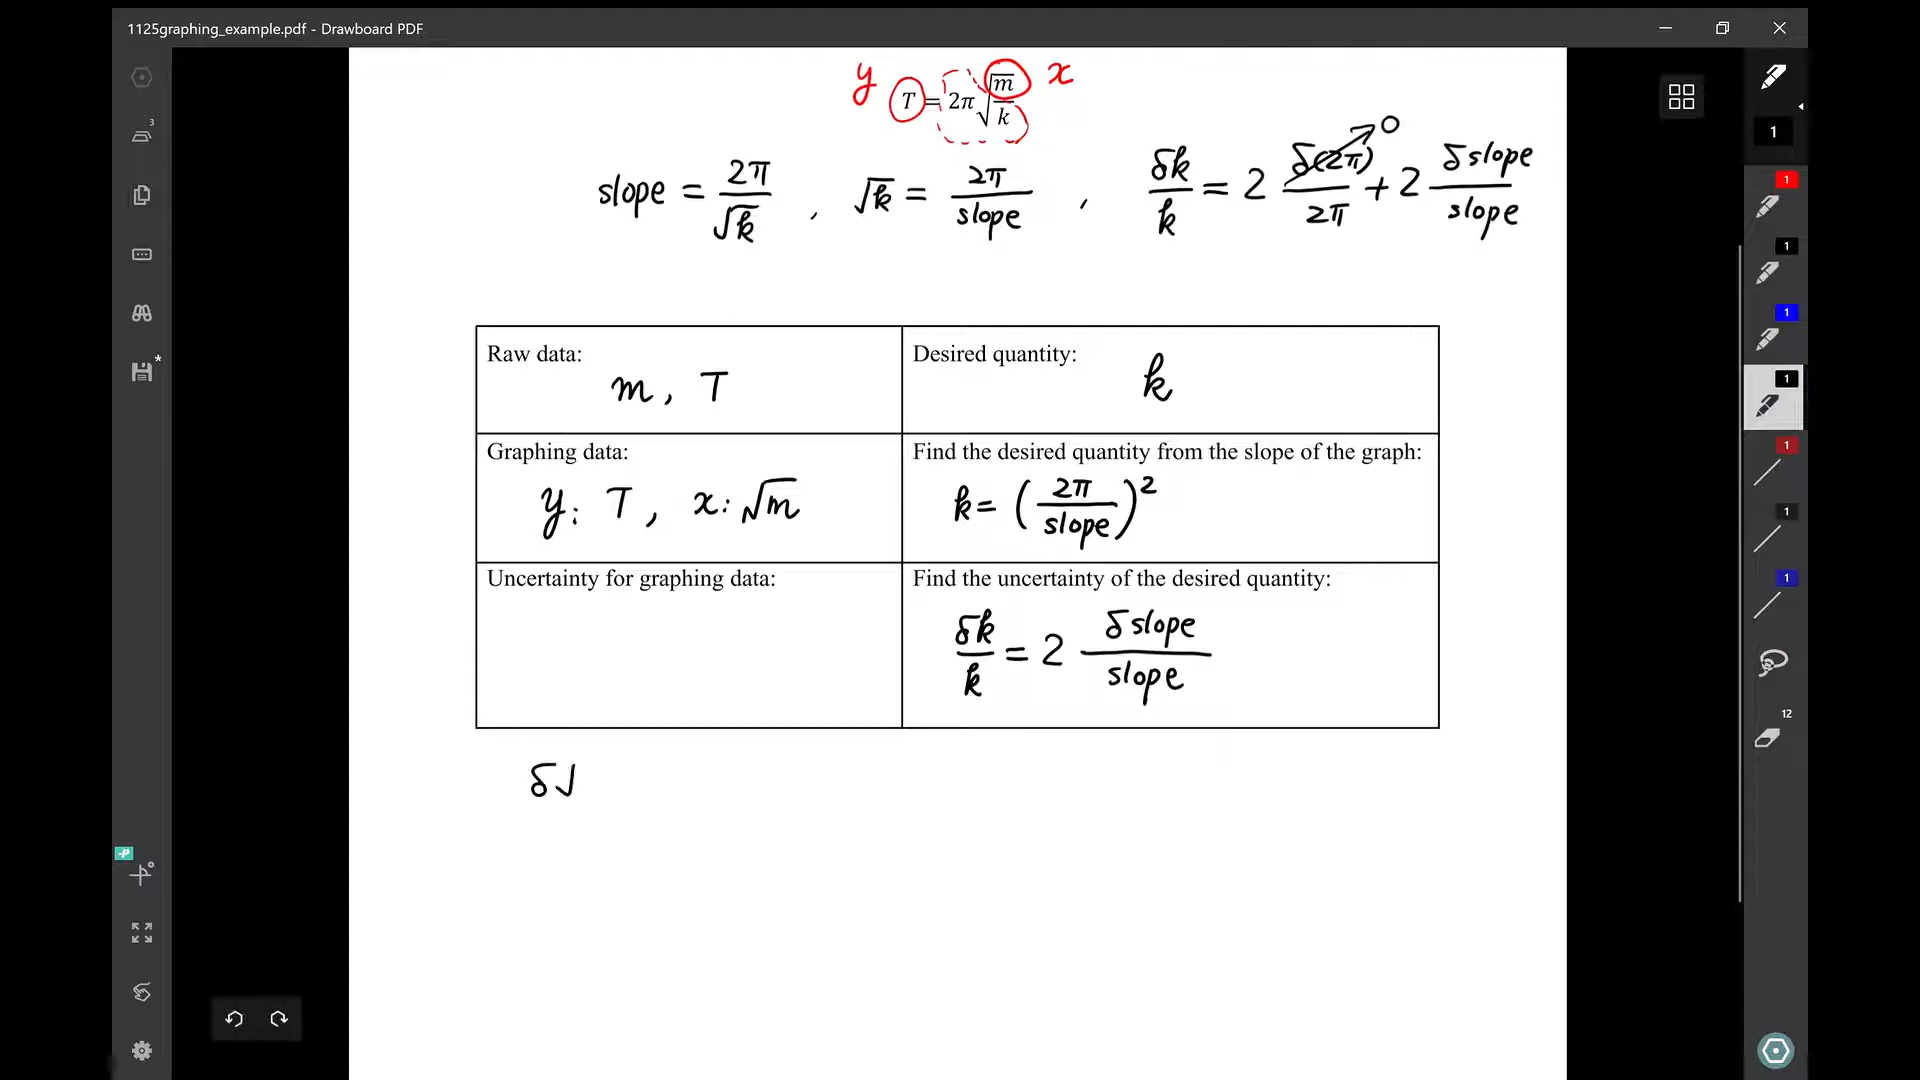 1125graphing_example.pdf - Drawboard PDF
y T = 2π √m/k x
slope = 2π/√k , √k = 2π/slope , δk/k = 2 δ(2π)/2π + 2 δslope/slope
0
Raw data:
m, T
Desired quantity:
k
Graphing data:
y: T, x: √m
Find the desired quantity from the slope of the graph:
k = (2π/slope)²
Uncertainty for graphing data:
Find the uncertainty of the desired quantity:
δk/k = 2 δslope/slope
δ√
3
1
1
1
1
1
1
1
1
12
P